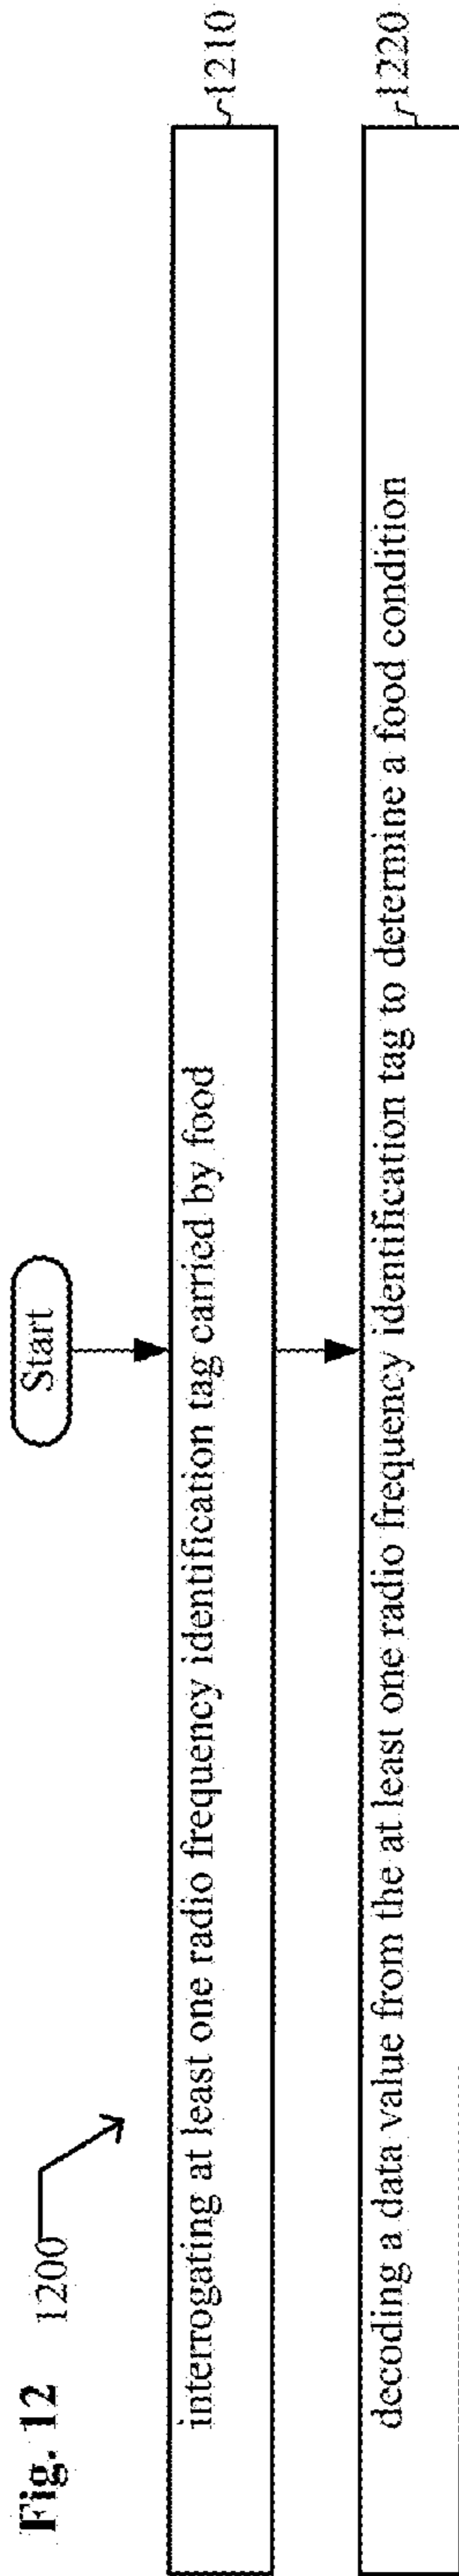 Fig. 12
1200
Start
interrogating at least one radio frequency identification tag carried by food
1210
decoding a data value from the at least one radio frequency identification tag to determine a food condition
1220